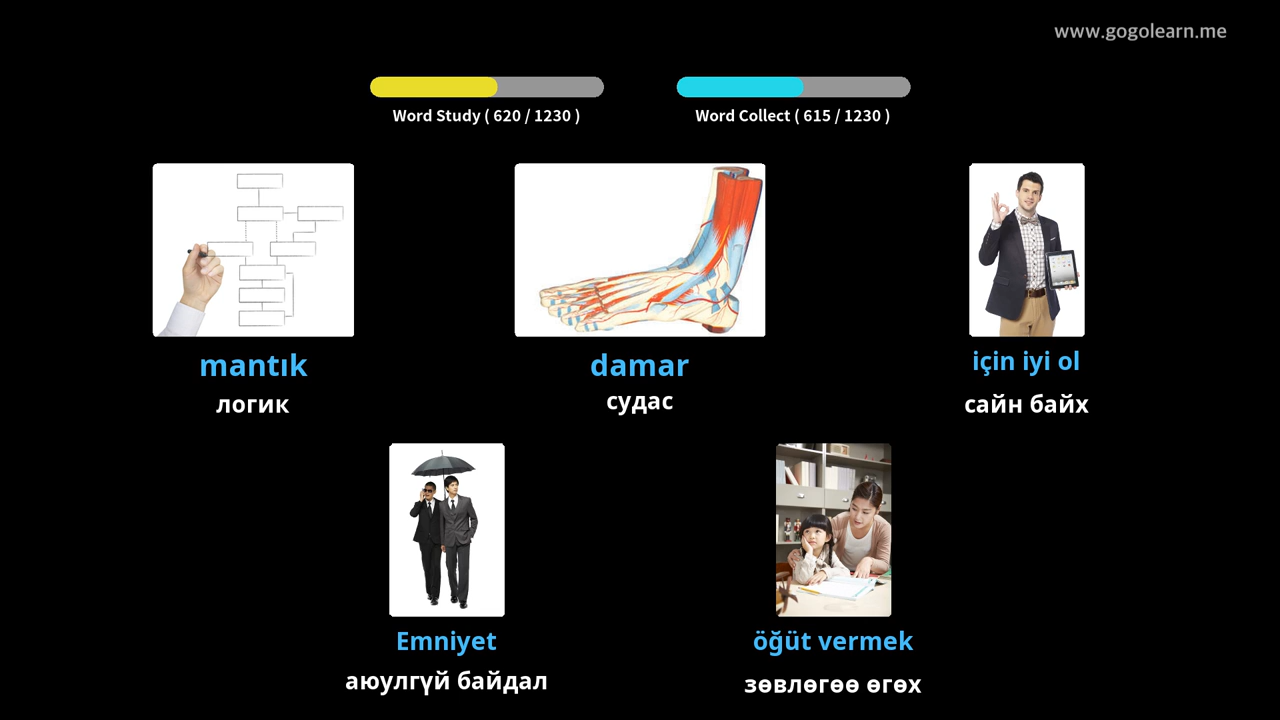 www.gogolearn.me
Word Study ( 620 / 1230 )
Word Collect ( 615 / 1230 )
mantık
логик
damar
судас
için iyi ol
сайн байх
Emniyet
аюулгүй байдал
öğüt vermek
зөвлөгөө өгөх